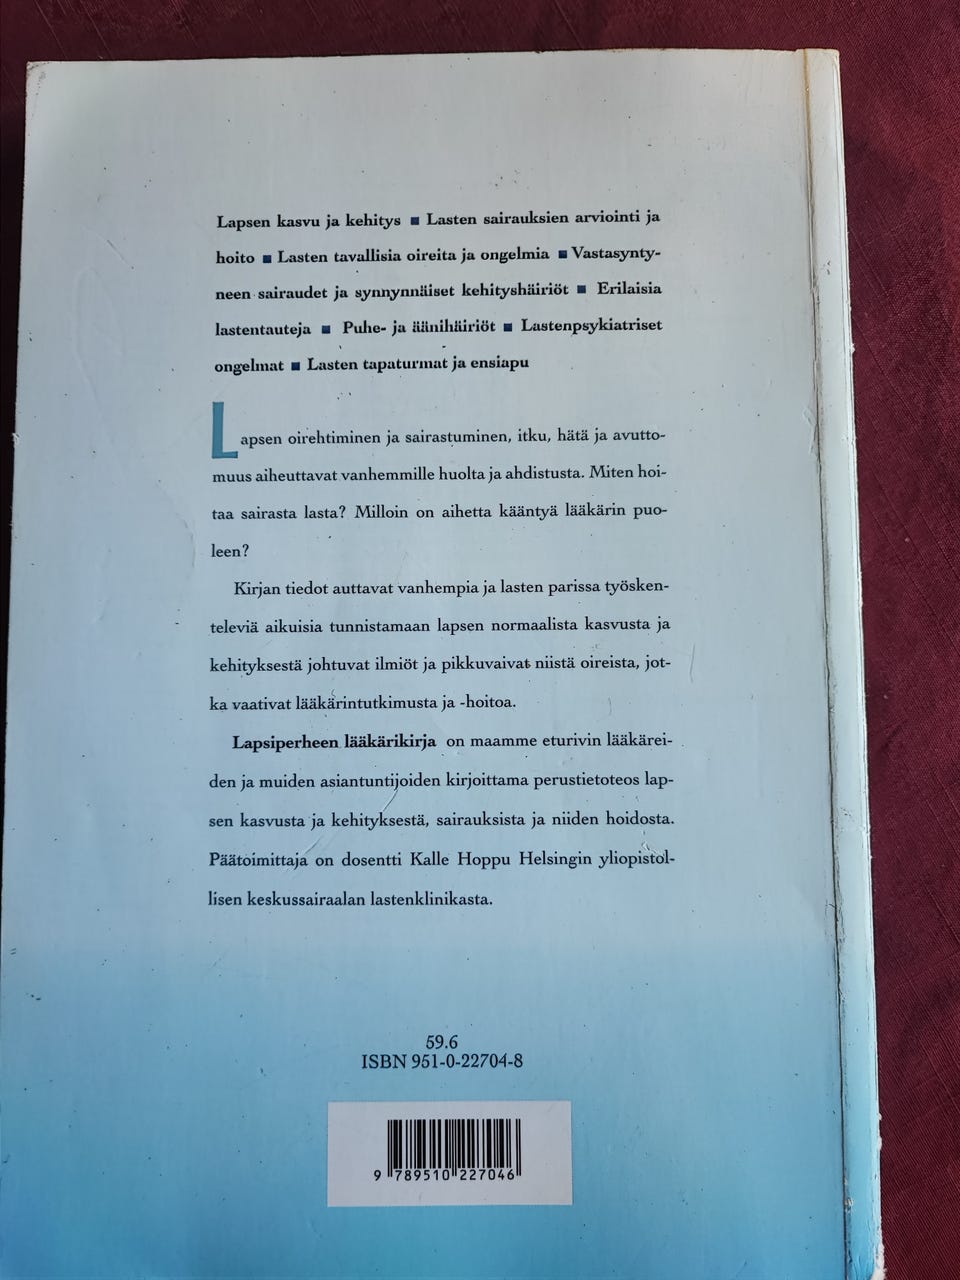 Lapsen kasvu ja kehitys ■ Lasten sairauksien arviointi ja
hoito ■ Lasten tavallisia oireita ja ongelmia ■ Vastasynty-
neen sairaudet ja synnynnäiset kehityshäiriöt ■ Erilaisia
lastentauteja ■ Puhe- ja äänihäiriöt ■ Lastenpsykiatriset
ongelmat ■ Lasten tapaturmat ja ensiapu
Lapsen oirehtiminen ja sairastuminen, itku, hätä ja avutto-
muus aiheuttavat vanhemmille huolta ja ahdistusta. Miten hoi-
taa sairasta lasta? Milloin on aihetta kääntyä lääkärin puo-
leen?
Kirjan tiedot auttavat vanhempia ja lasten parissa työsken-
televiä aikuisia tunnistamaan lapsen normaalista kasvusta ja
kehityksestä johtuvat ilmiöt ja pikkuvaivat niistä oireista, jot-
ka vaativat lääkärintutkimusta ja -hoitoa.
Lapsiperheen lääkärikirja on maamme eturivin lääkärei-
den ja muiden asiantuntijoiden kirjoittama perustietoteos lap-
sen kasvusta ja kehityksestä, sairauksista ja niiden hoidosta.
Päätoimittaja on dosentti Kalle Hoppu Helsingin yliopistol-
lisen keskussairaalan lastenklinikasta.
59.6
ISBN 951-0-22704-8
9 789510 227046